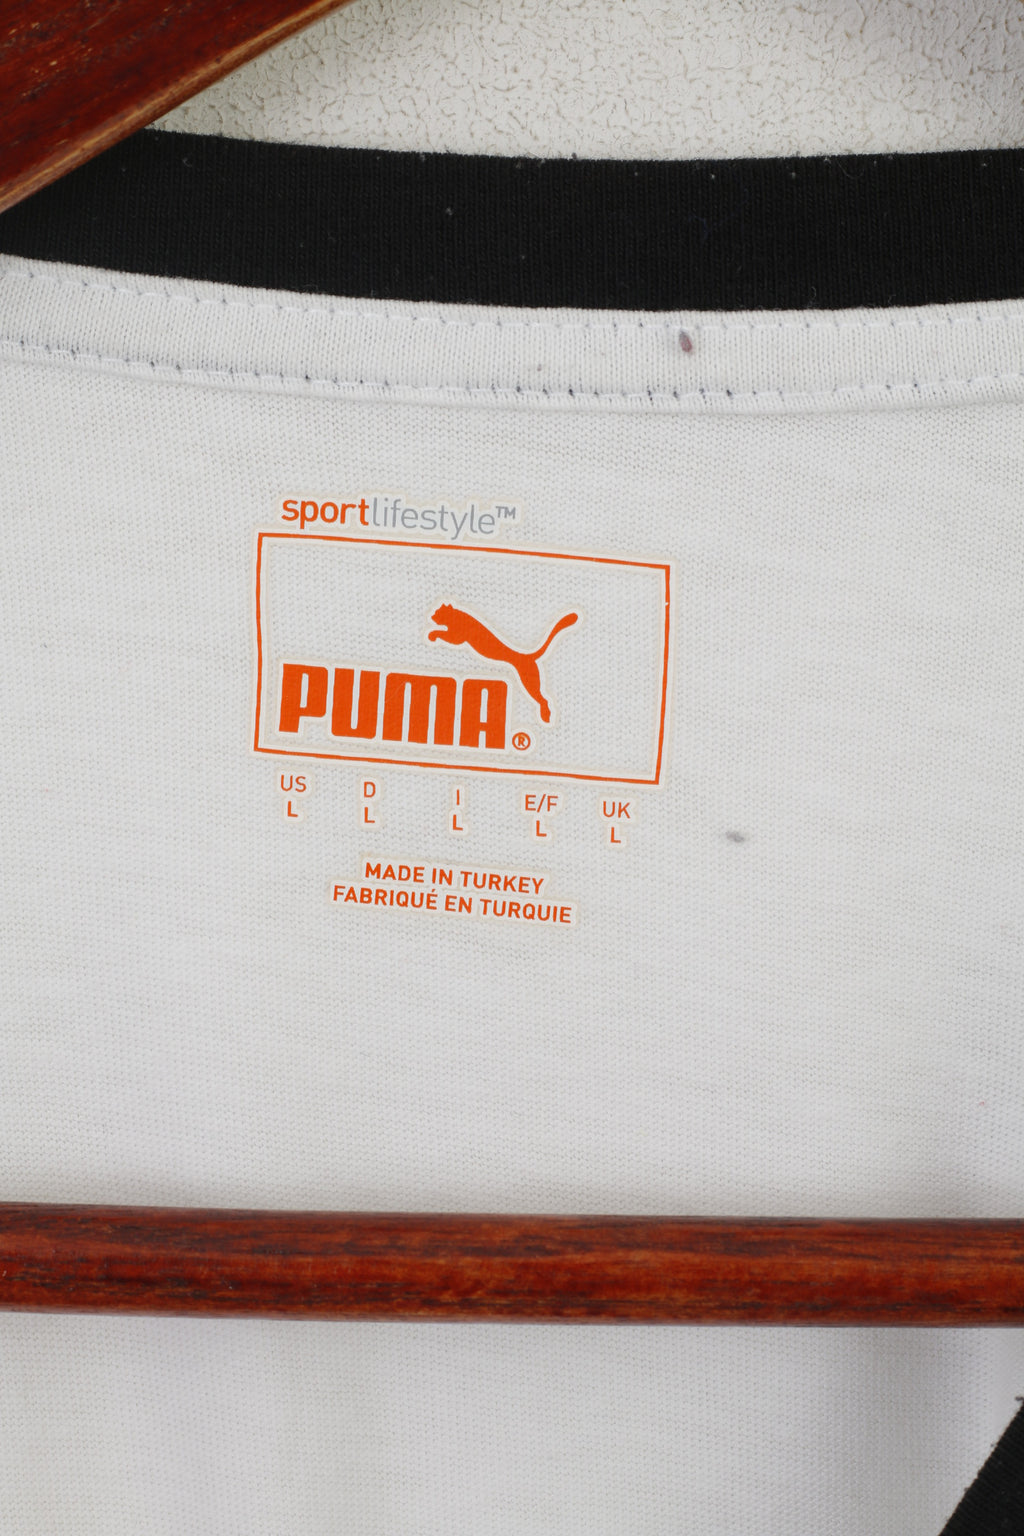 sportlifestyle™
PUMA®
US D I E/F UK
L L L L L
MADE IN TURKEY
FABRIQUÉ EN TURQUIE